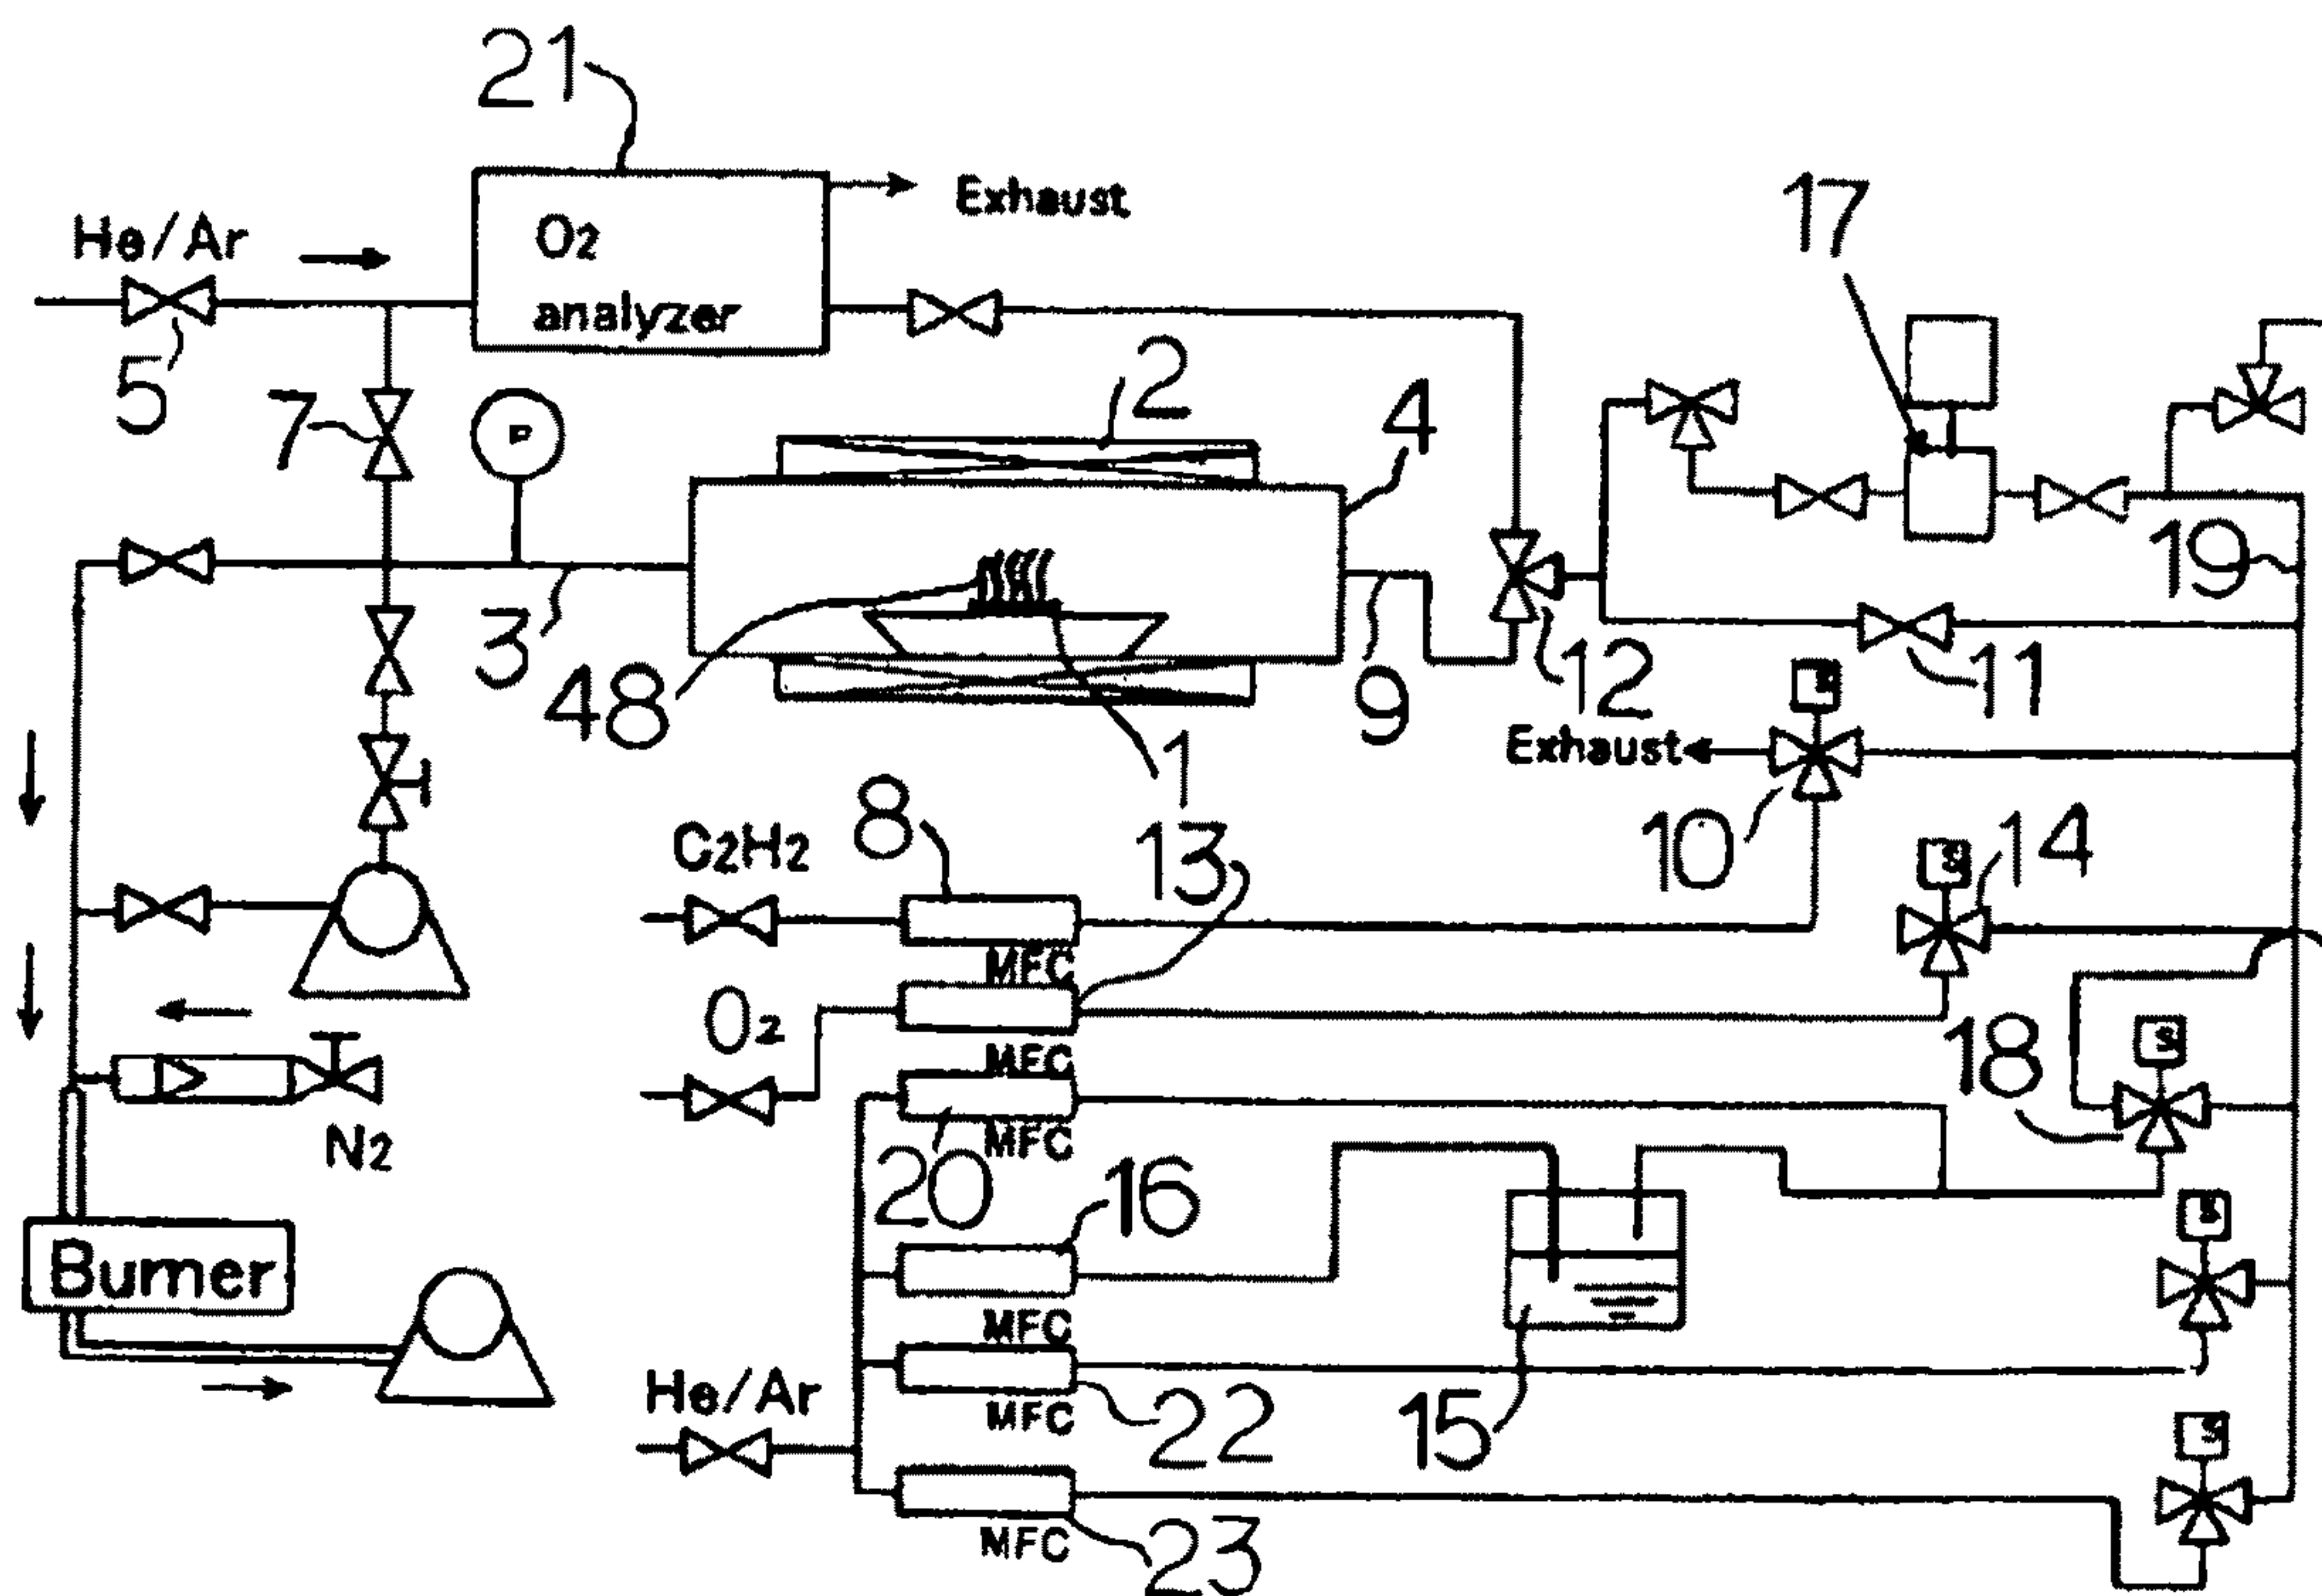 21
Exhaust
He/Ar
O2
analyzer
17
5
7
P
2
4
19
3
48
9
12
11
1
Exhaust
S
10
14
S
C2H2
8
13
MFC
O2
MFC
18
S
N2
20
MFC
16
S
Burner
MFC
He/Ar
22
MFC
15
S
MFC
23